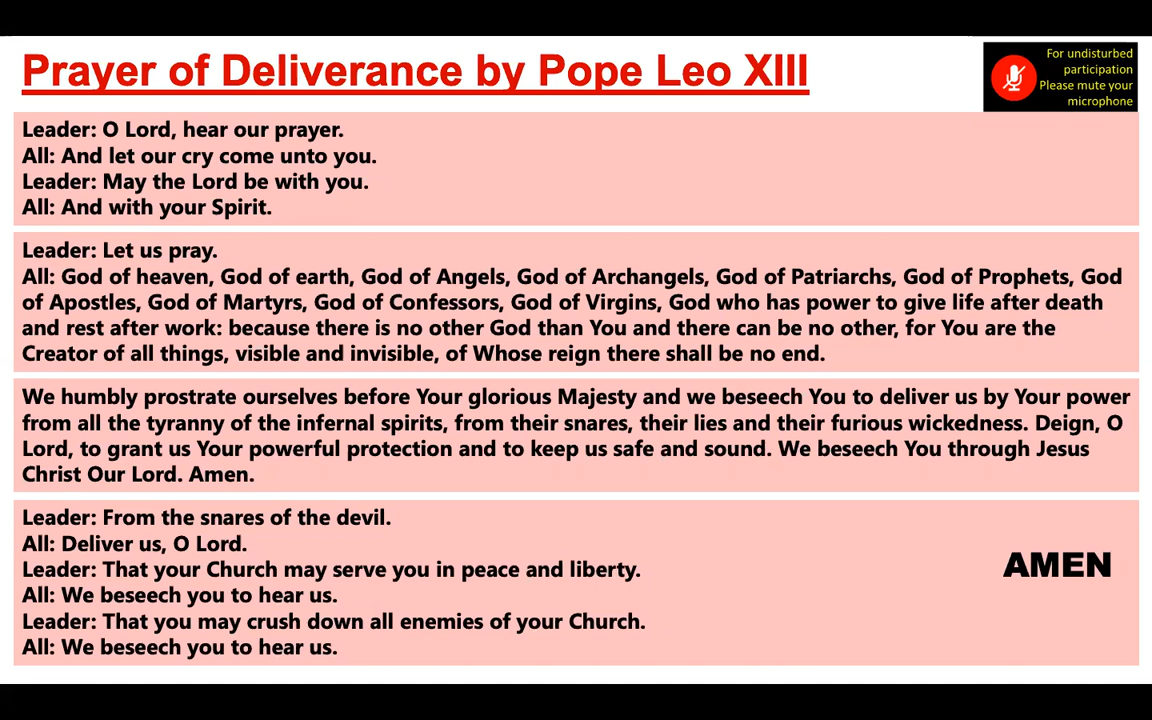 Prayer of Deliverance by Pope Leo XIII
For undisturbed
participation
Please mute your
microphone
Leader: O Lord, hear our prayer.
All: And let our cry come unto you.
Leader: May the Lord be with you.
All: And with your Spirit.
Leader: Let us pray.
All: God of heaven, God of earth, God of Angels, God of Archangels, God of Patriarchs, God of Prophets, God
of Apostles, God of Martyrs, God of Confessors, God of Virgins, God who has power to give life after death
and rest after work: because there is no other God than You and there can be no other, for You are the
Creator of all things, visible and invisible, of Whose reign there shall be no end.
We humbly prostrate ourselves before Your glorious Majesty and we beseech You to deliver us by Your power
from all the tyranny of the infernal spirits, from their snares, their lies and their furious wickedness. Deign, O
Lord, to grant us Your powerful protection and to keep us safe and sound. We beseech You through Jesus
Christ Our Lord. Amen.
Leader: From the snares of the devil.
All: Deliver us, O Lord.
Leader: That your Church may serve you in peace and liberty.
All: We beseech you to hear us.
Leader: That you may crush down all enemies of your Church.
All: We beseech you to hear us.
AMEN